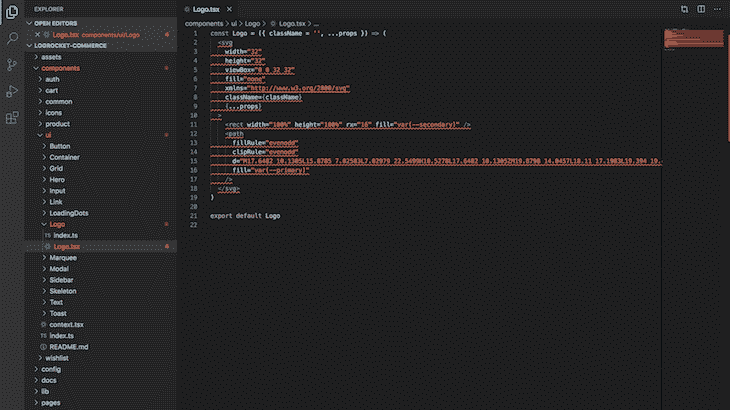 EXPLORER
OPEN EDITORS
Logo.tsx components/ui/Logo 6
LOGROCKET-COMMERCE
assets
components
auth
cart
common
icons
product
ui
Button
Container
Grid
Hero
Input
Link
LoadingDots
Logo
TS index.ts
Logo.tsx 6
Marquee
Modal
Sidebar
Skeleton
Text
Toast
context.tsx
TS index.ts
README.md
wishlist
config
docs
lib
pages
Logo.tsx
components > ui > Logo > Logo.tsx > ...
1 const Logo = ({ className = '', ...props }) => (
2 <svg
3 width="32"
4 height="32"
5 viewBox="0 0 32 32"
6 fill="none"
7 xmlns="http://www.w3.org/2000/svg"
8 className={className}
9 {...props}
10 >
11 <rect width="100%" height="100%" rx="16" fill="var(--secondary)" />
12 <path
13 fillRule="evenodd"
14 clipRule="evenodd"
15 d="M17.6482 10.1305L15.8785 7.02583L7.02979 22.5499H10.5278L17.6482 10.1305ZM19.8798 14.0457L18.11 17.1983L19.394 19.
16 fill="var(--primary)"
17 />
18 </svg>
19 )
20
21 export default Logo
22